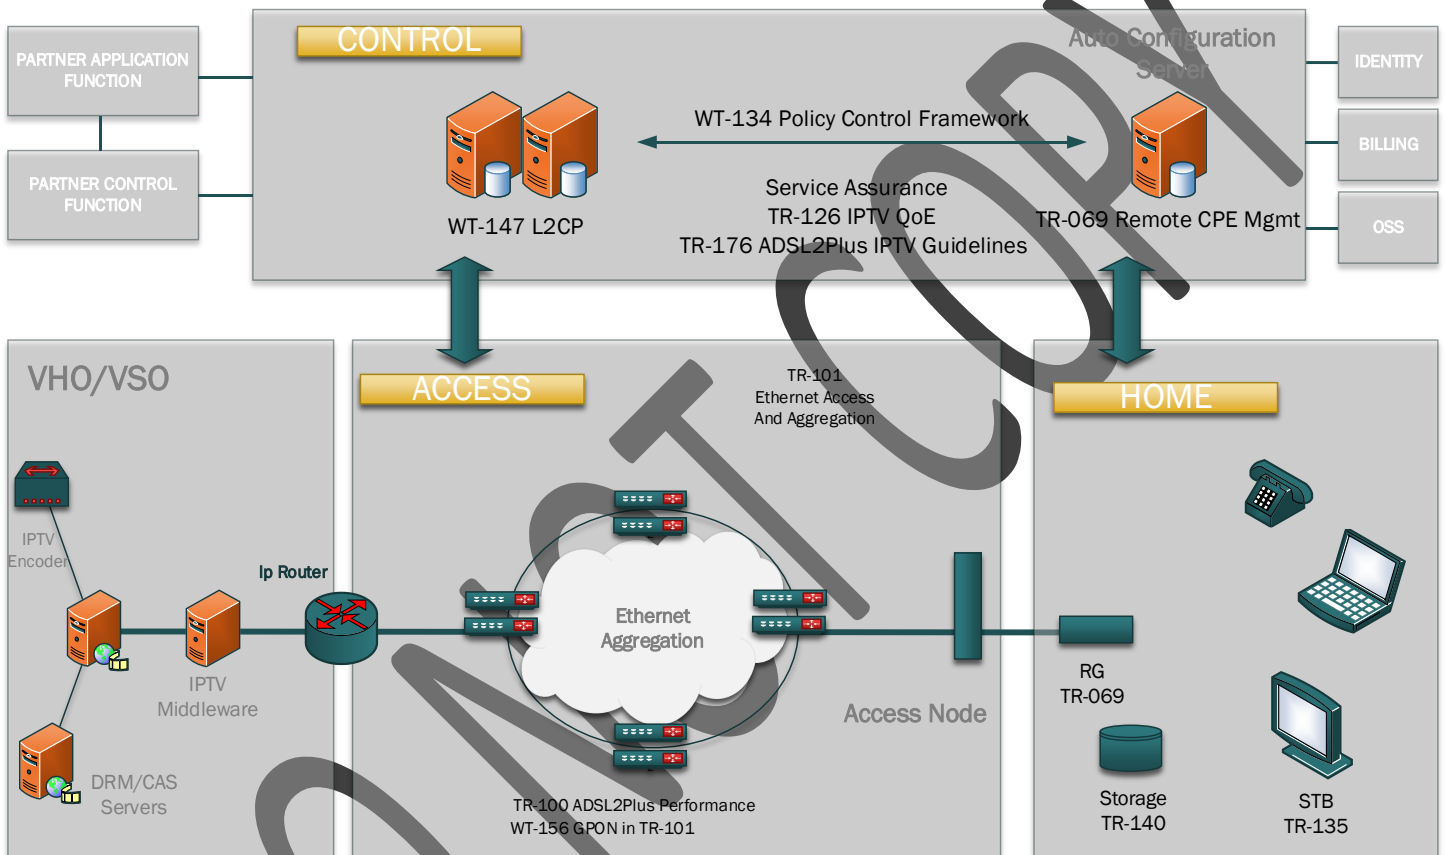 CONTROL
Auto Configuration
Server
PARTNER APPLICATION
FUNCTION
IDENTITY
WT-134 Policy Control Framework
BILLING
PARTNER CONTROL
FUNCTION
Service Assurance
TR-126 IPTV QoE
TR-176 ADSL2Plus IPTV Guidelines
WT-147 L2CP
TR-069 Remote CPE Mgmt
OSS
VHO/VSO
ACCESS
TR-101
Ethernet Access
And Aggregation
HOME
IPTV
Encoder
Ip Router
Ethernet
Aggregation
IPTV
Middleware
RG
TR-069
Access Node
DRM/CAS
Servers
TR-100 ADSL2Plus Performance
WT-156 GPON in TR-101
Storage
TR-140
STB
TR-135
COPY